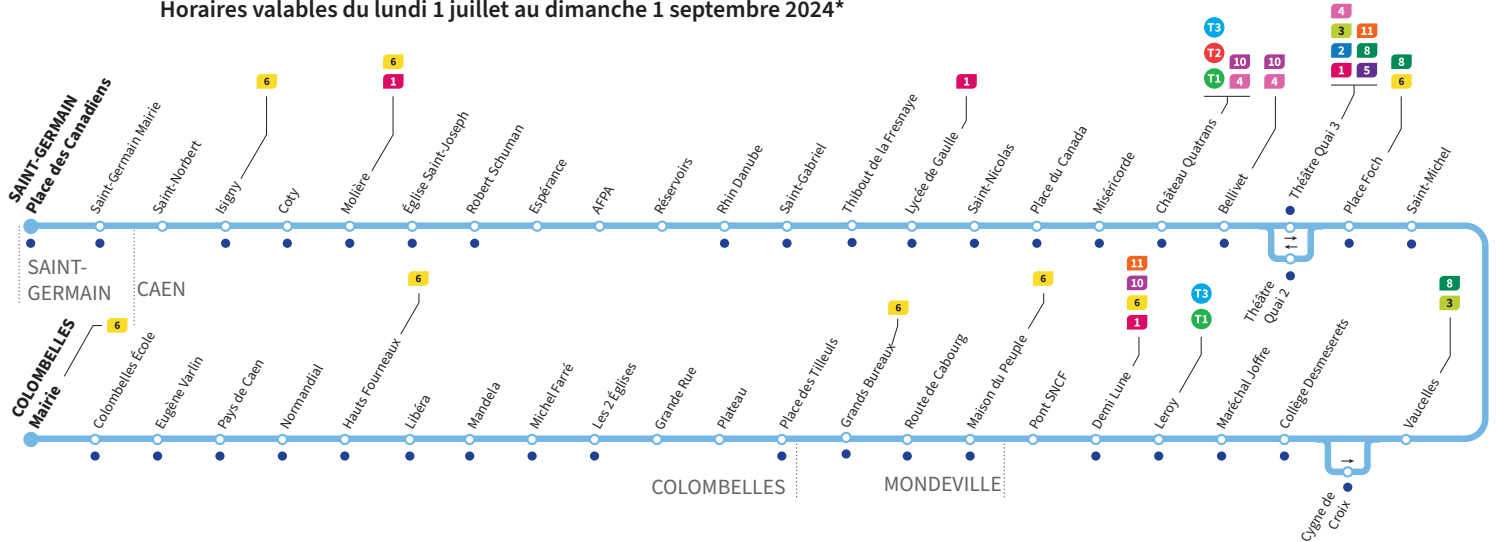 Horaires valables du lundi 1 juillet au dimanche 1 septembre 2024*
SAINT-GERMAIN
Place des Canadiens
Saint-Germain Mairie
Saint-Norbert
Isigny
6
Coty
Molière
6
1
Église Saint-Joseph
Robert Schuman
Espérance
AFPA
Réservoirs
Rhin Danube
Saint-Gabriel
Thibout de la Fresnaye
Lycée de Gaulle
1
Saint-Nicolas
Place du Canada
Miséricorde
Château Quatrans
T3
T2
10
T1
4
Bellivet
10
4
Théâtre Quai 3
4
3
11
2
8
1
5
→
←
Théâtre
Quai 2
Place Foch
8
6
Saint-Michel
SAINT-
GERMAIN
CAEN
COLOMBELLES
Mairie
6
Colombelles École
Eugène Varlin
Pays de Caen
Normandial
Hauts Fourneaux
6
Libéra
Mandela
Michel Farré
Les 2 Églises
Grande Rue
Plateau
Place des Tilleuls
Grands Bureaux
6
Route de Cabourg
Maison du Peuple
6
Pont SNCF
Demi Lune
11
10
6
1
Leroy
T3
T1
Maréchal Joffre
Collège Desmeserets
→
Cygne de
Croix
Vaucelles
8
3
COLOMBELLES
MONDEVILLE